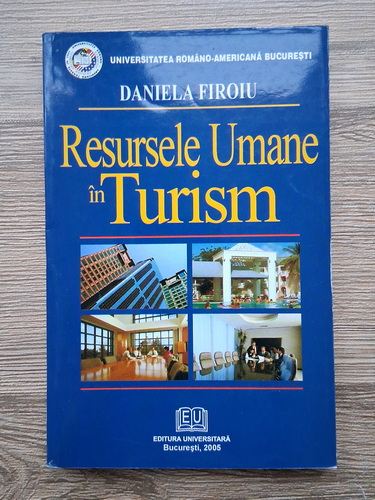 UNIVERSITATEA ROMÂNO-AMERICANĂ BUCUREŞTI
DANIELA FIROIU
Resursele Umane
în Turism
EU
EDITURA UNIVERSITARĂ
Bucureşti, 2005